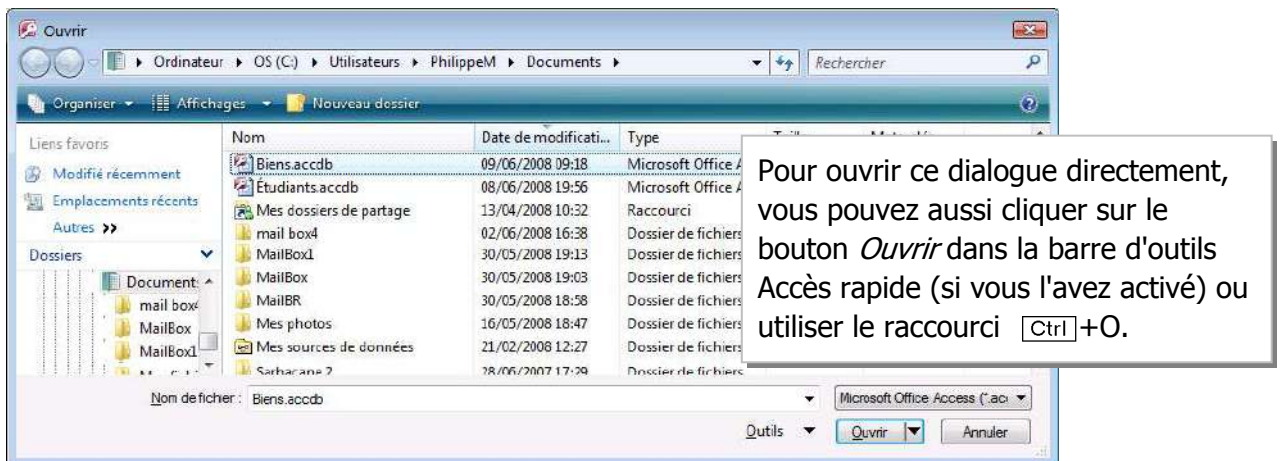 Ouvrir
Ordinateur OS (C:) Utilisateurs PhilippeM Documents Rechercher
Organiser Affichages Nouveau dossier
Liens favoris
Modifié récemment
Emplacements récents
Autres >>
Dossiers
Documents
mail box4
MailBox
MailBox1
Nom Date de modificati... Type
Biens.accdb 09/06/2008 09:18 Microsoft Office A
Étudiants.accdb 08/06/2008 19:56 Microsoft Office A
Mes dossiers de partage 13/04/2008 10:32 Raccourci
mail box4 02/06/2008 16:38 Dossier de fichiers
MailBox1 30/05/2008 19:13 Dossier de fichiers
MailBox 30/05/2008 19:03 Dossier de fichiers
MailBR 30/05/2008 18:58 Dossier de fichiers
Mes photos 16/05/2008 18:47 Dossier de fichiers
Mes sources de données 21/02/2008 12:27 Dossier de fichiers
Sarbacane 2 28/06/2007 17:29 Dossier de fichiers
Pour ouvrir ce dialogue directement,
vous pouvez aussi cliquer sur le
bouton Ouvrir dans la barre d'outils
Accès rapide (si vous l'avez activé) ou
utiliser le raccourci Ctrl+O.
Nom de fichier : Biens.accdb Microsoft Office Access (*.acc
Outils Ouvrir Annuler